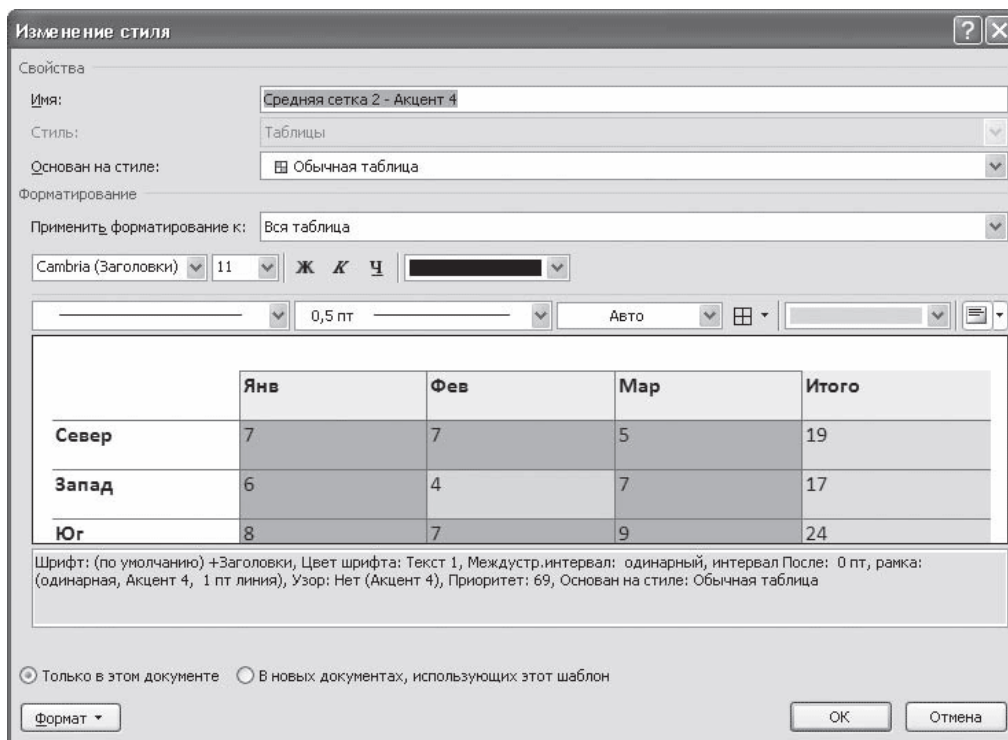 Изменение стиля
Свойства
Имя: Средняя сетка 2 - Акцент 4
Стиль: Таблицы
Основан на стиле: Обычная таблица
Форматирование
Применить форматирование к: Вся таблица
Cambria (Заголовки) 11 Ж К Ч
0,5 пт Авто
Янв Фев Мар Итого
Север 7 7 5 19
Запад 6 4 7 17
Юг 8 7 9 24
Шрифт: (по умолчанию) +Заголовки, Цвет шрифта: Текст 1, Междустр.интервал: одинарный, интервал После: 0 пт, рамка:
(одинарная, Акцент 4, 1 пт линия), Узор: Нет (Акцент 4), Приоритет: 69, Основан на стиле: Обычная таблица
Только в этом документе В новых документах, использующих этот шаблон
Формат ОК Отмена